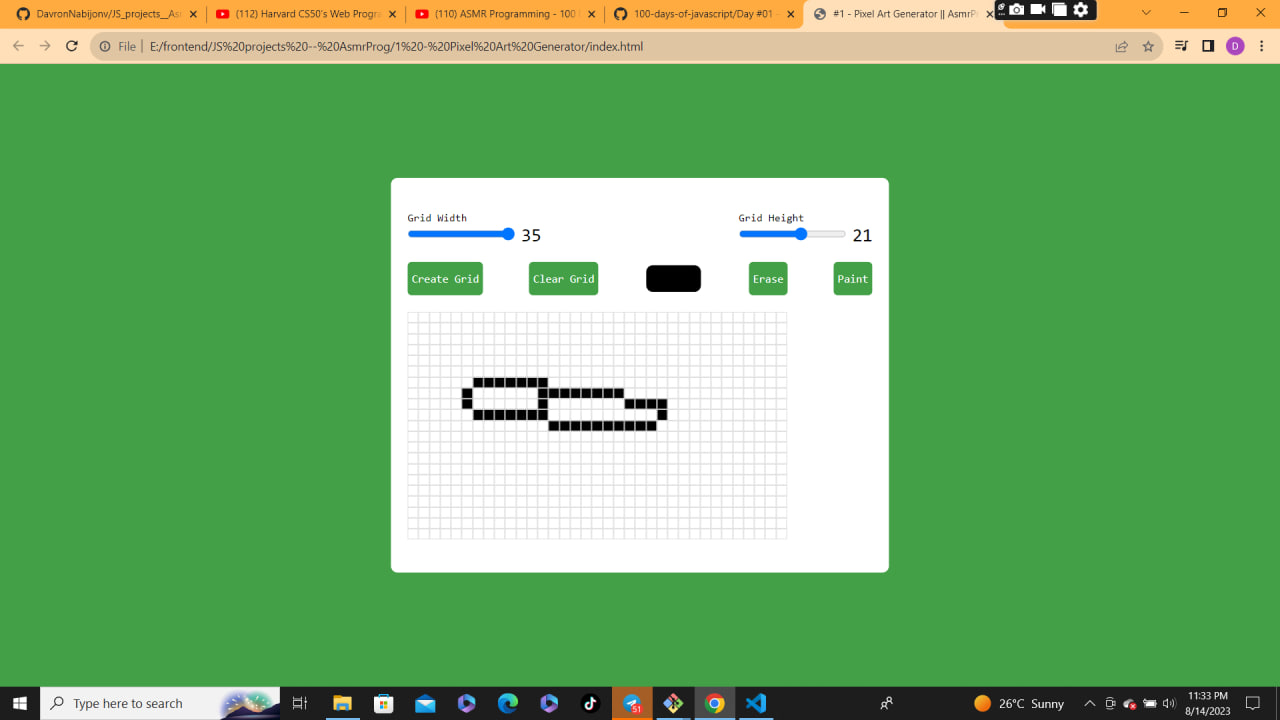 DavronNabijonv/JS_projects__As
(112) Harvard CS50's Web Progra
(110) ASMR Programming - 100
100-days-of-javascript/Day #01 -
#1 - Pixel Art Generator || AsmrPr
File
E:/frontend/JS%20projects%20--%20AsmrProg/1%20-%20Pixel%20Art%20Generator/index.html
D
Grid Width
35
Grid Height
21
Create Grid
Clear Grid
Erase
Paint
Type here to search
51
26°C Sunny
11:33 PM
8/14/2023